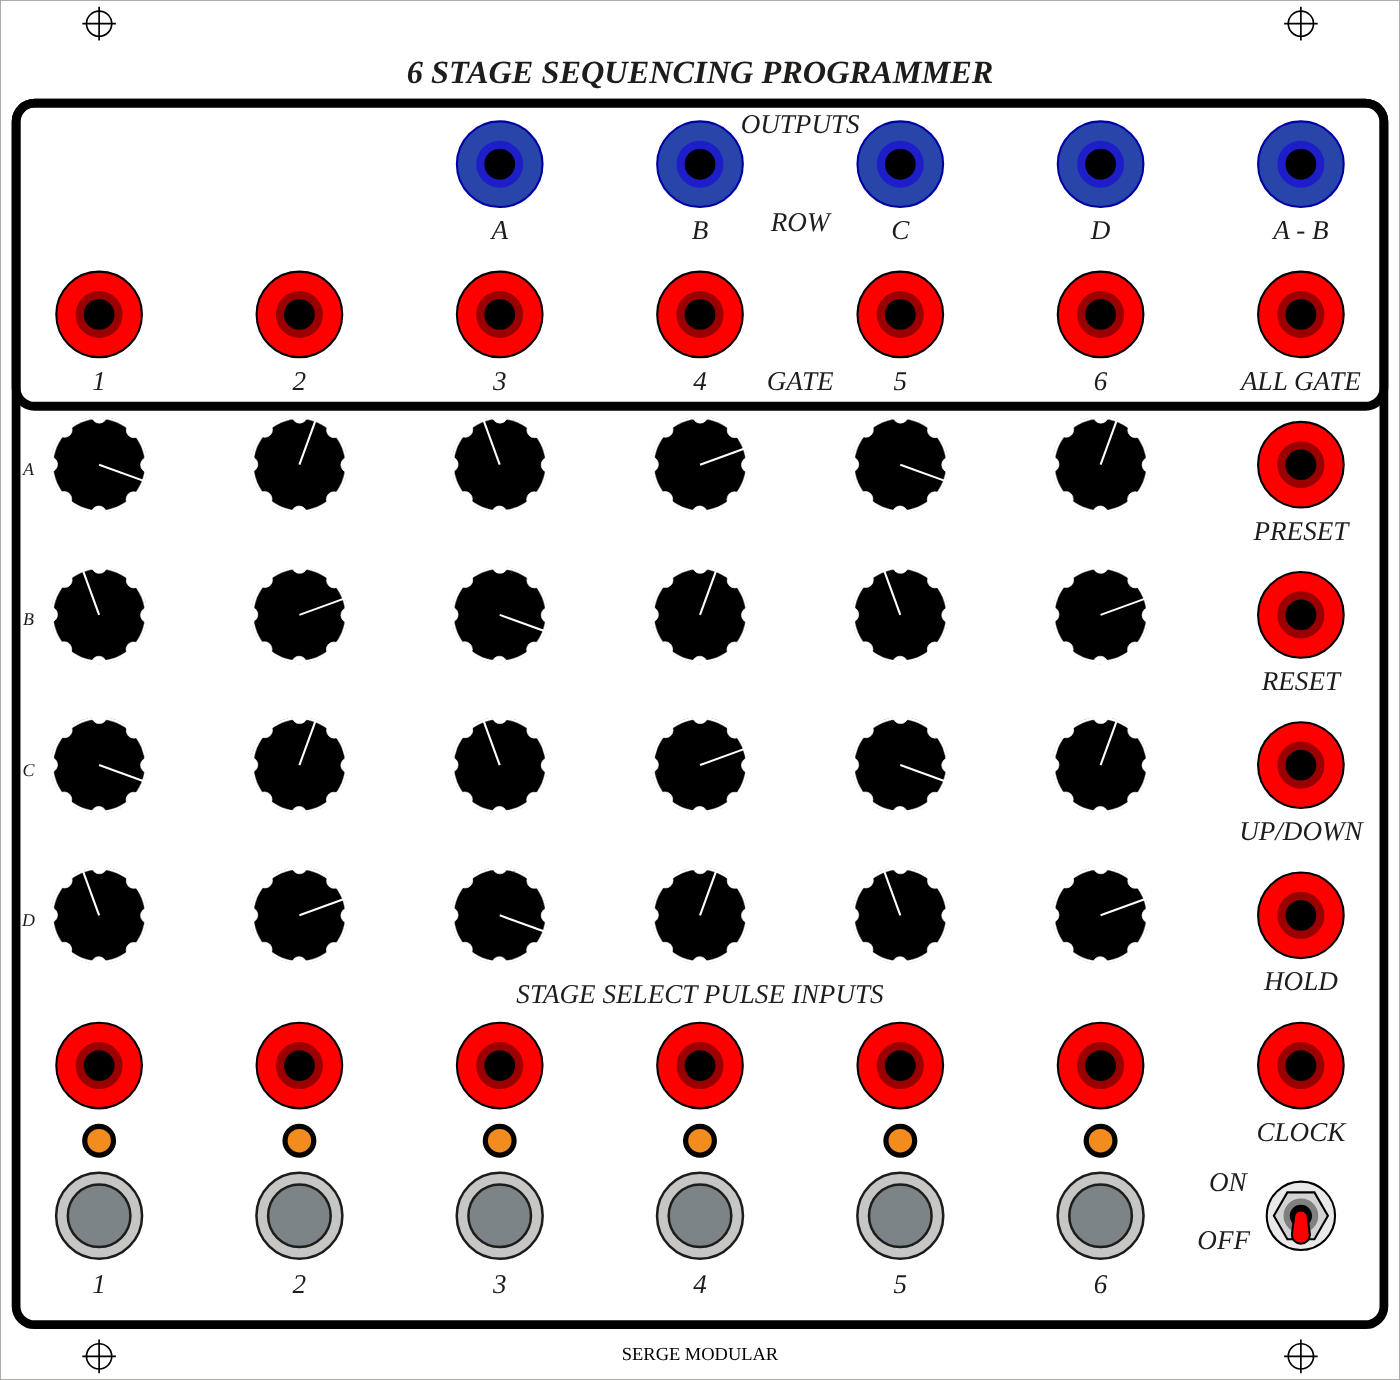 6 STAGE SEQUENCING PROGRAMMER
OUTPUTS
A B ROW C D A - B
1 2 3 4 GATE 5 6 ALL GATE
A
PRESET
B
RESET
C
UP/DOWN
D
HOLD
STAGE SELECT PULSE INPUTS
CLOCK
ON
OFF
1 2 3 4 5 6
SERGE MODULAR